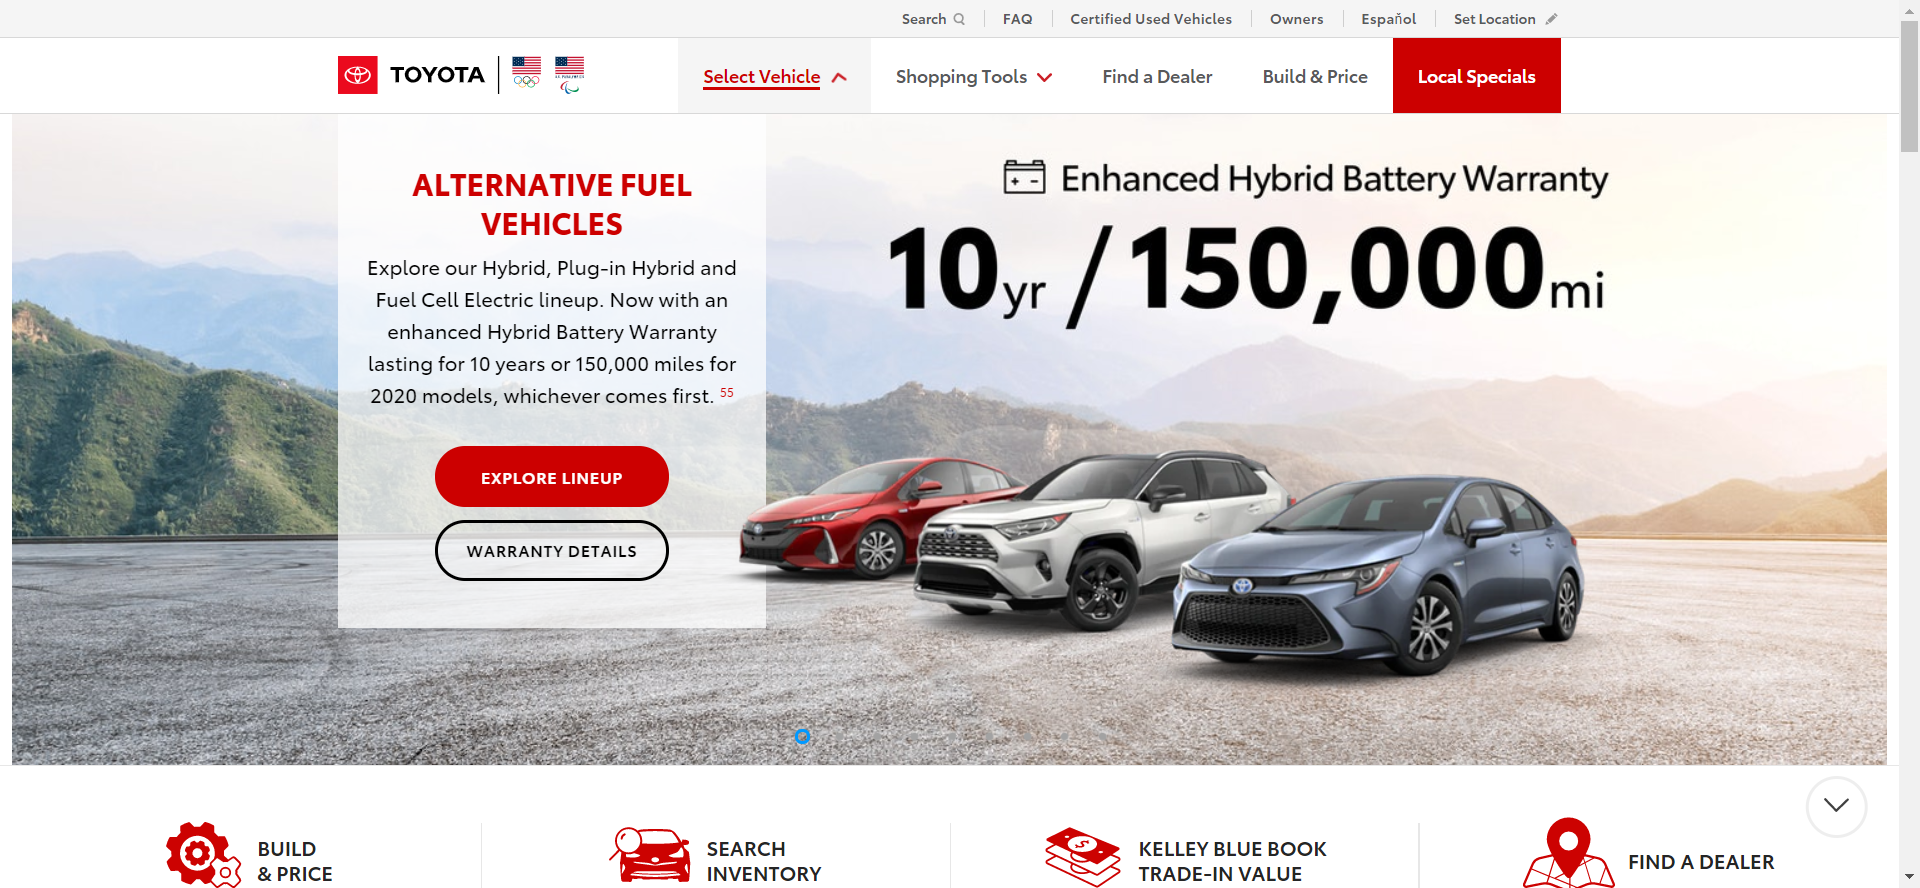 Search
FAQ
Certified Used Vehicles
Owners
Español
Set Location
TOYOTA
Select Vehicle
Shopping Tools
Find a Dealer
Build & Price
Local Specials
ALTERNATIVE FUEL
VEHICLES
Explore our Hybrid, Plug-in Hybrid and
Fuel Cell Electric lineup. Now with an
enhanced Hybrid Battery Warranty
lasting for 10 years or 150,000 miles for
2020 models, whichever comes first. 55
EXPLORE LINEUP
WARRANTY DETAILS
Enhanced Hybrid Battery Warranty
10yr / 150,000mi
BUILD
& PRICE
SEARCH
INVENTORY
KELLEY BLUE BOOK
TRADE-IN VALUE
FIND A DEALER